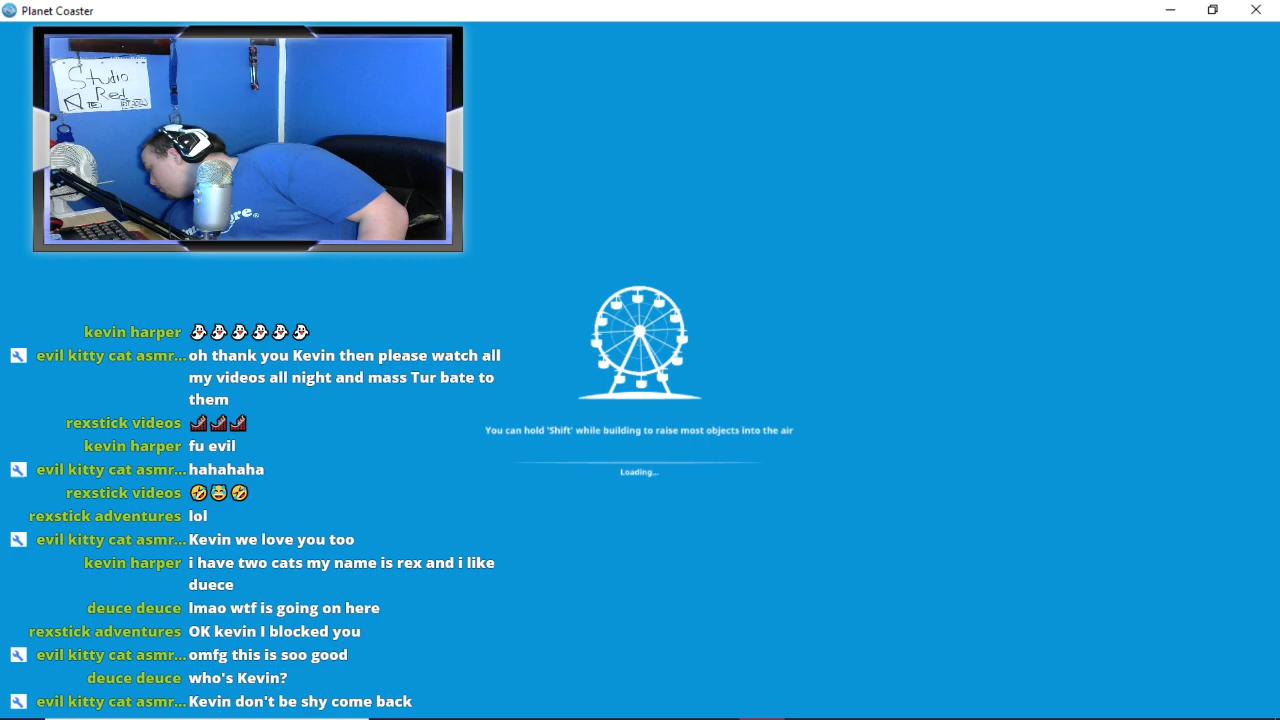 Planet Coaster
Studio
Red
kevin harper
evil kitty cat asmr... oh thank you Kevin then please watch all
my videos all night and mass Tur bate to
them
rexstick videos
kevin harper fu evil
evil kitty cat asmr... hahahaha
rexstick videos
rexstick adventures lol
evil kitty cat asmr... Kevin we love you too
kevin harper i have two cats my name is rex and i like
duece
deuce deuce lmao wtf is going on here
rexstick adventures OK kevin I blocked you
evil kitty cat asmr... omfg this is soo good
deuce deuce who's Kevin?
evil kitty cat asmr... Kevin don't be shy come back
You can hold 'Shift' while building to raise most objects into the air
Loading...